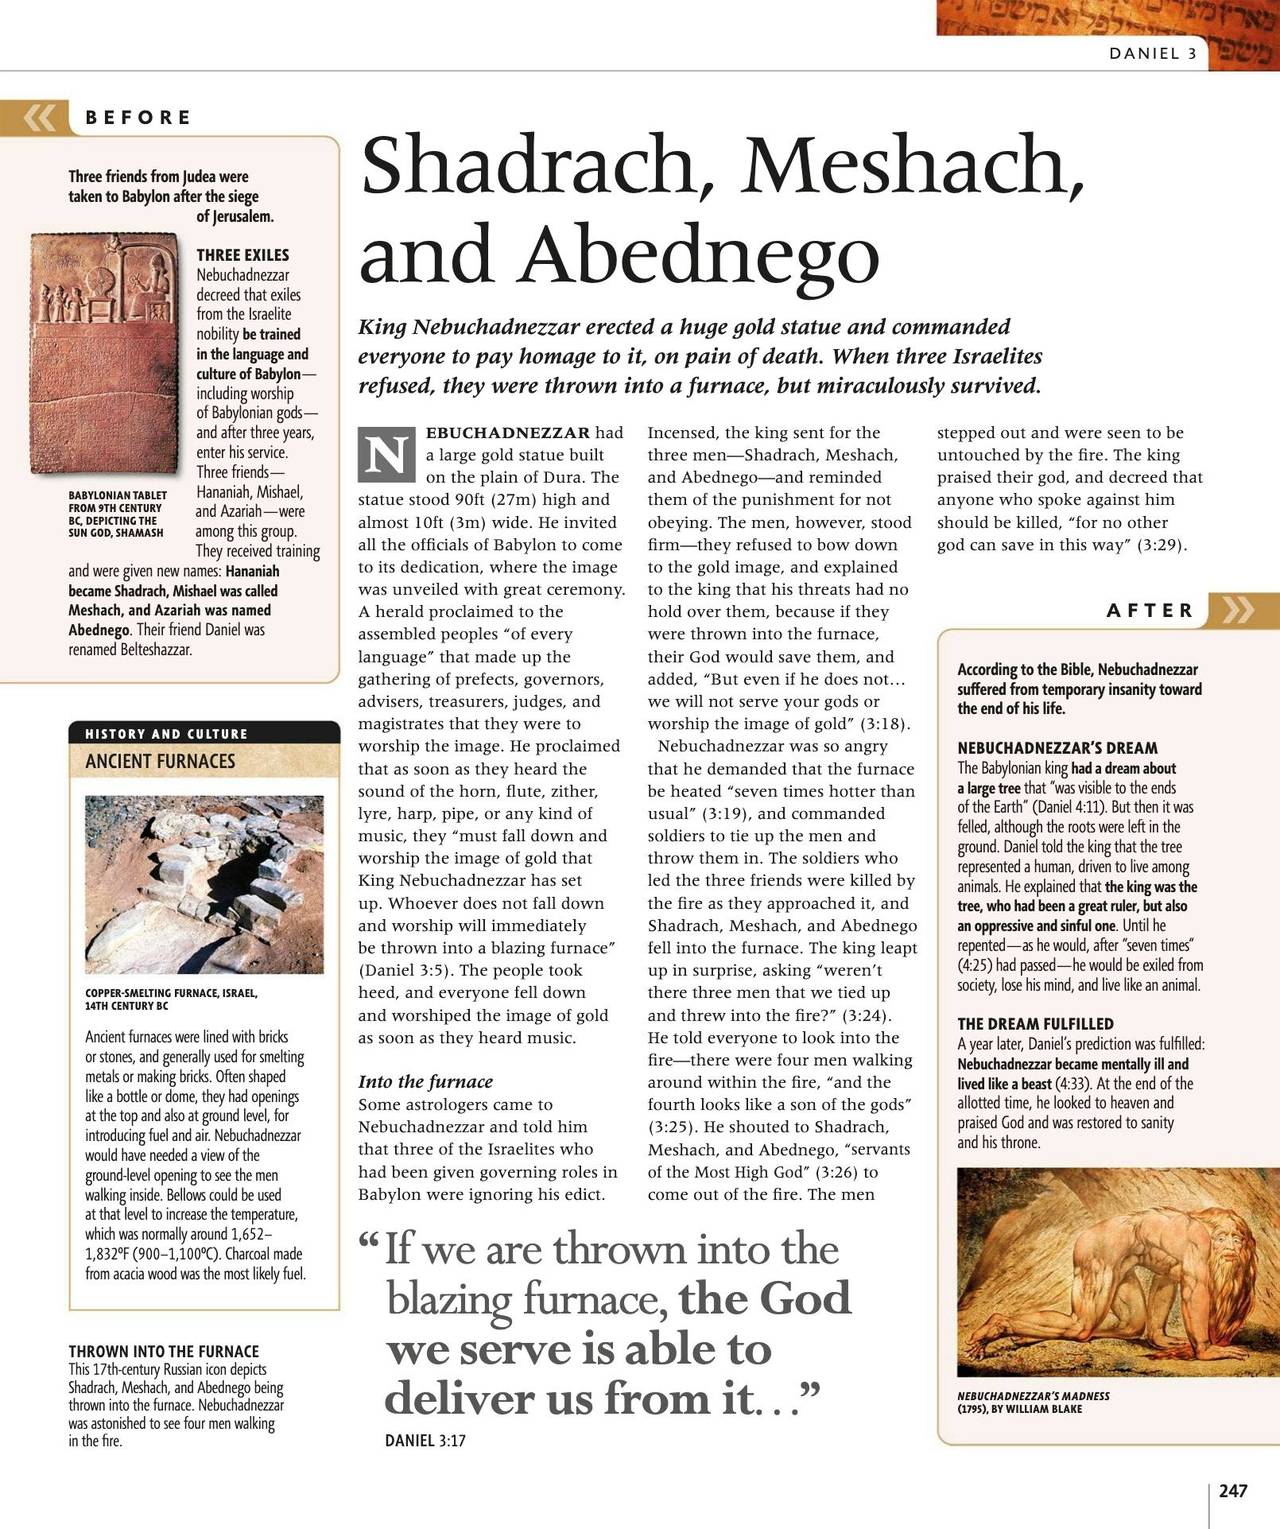 DANIEL 3
BEFORE
Three friends from Judea were
taken to Babylon after the siege
of Jerusalem.
THREE EXILES
Nebuchadnezzar
decreed that exiles
from the Israelite
nobility be trained
in the language and
culture of Babylon—
including worship
of Babylonian gods—
and after three years,
enter his service.
Three friends—
Hananiah, Mishael,
and Azariah—were
among this group.
They received training
and were given new names: Hananiah
became Shadrach, Mishael was called
Meshach, and Azariah was named
Abednego. Their friend Daniel was
renamed Belteshazzar.
BABYLONIAN TABLET
FROM 9TH CENTURY
BC, DEPICTING THE
SUN GOD, SHAMASH
HISTORY AND CULTURE
ANCIENT FURNACES
COPPER-SMELTING FURNACE, ISRAEL,
14TH CENTURY BC
Ancient furnaces were lined with bricks
or stones, and generally used for smelting
metals or making bricks. Often shaped
like a bottle or dome, they had openings
at the top and also at ground level, for
introducing fuel and air. Nebuchadnezzar
would have needed a view of the
ground-level opening to see the men
walking inside. Bellows could be used
at that level to increase the temperature,
which was normally around 1,652–
1,832ºF (900–1,100ºC). Charcoal made
from acacia wood was the most likely fuel.
THROWN INTO THE FURNACE
This 17th-century Russian icon depicts
Shadrach, Meshach, and Abednego being
thrown into the furnace. Nebuchadnezzar
was astonished to see four men walking
in the fire.
Shadrach, Meshach,
and Abednego
King Nebuchadnezzar erected a huge gold statue and commanded
everyone to pay homage to it, on pain of death. When three Israelites
refused, they were thrown into a furnace, but miraculously survived.
NEBUCHADNEZZAR had
a large gold statue built
on the plain of Dura. The
statue stood 90ft (27m) high and
almost 10ft (3m) wide. He invited
all the officials of Babylon to come
to its dedication, where the image
was unveiled with great ceremony.
A herald proclaimed to the
assembled peoples “of every
language” that made up the
gathering of prefects, governors,
advisers, treasurers, judges, and
magistrates that they were to
worship the image. He proclaimed
that as soon as they heard the
sound of the horn, flute, zither,
lyre, harp, pipe, or any kind of
music, they “must fall down and
worship the image of gold that
King Nebuchadnezzar has set
up. Whoever does not fall down
and worship will immediately
be thrown into a blazing furnace”
(Daniel 3:5). The people took
heed, and everyone fell down
and worshiped the image of gold
as soon as they heard music.
Into the furnace
Some astrologers came to
Nebuchadnezzar and told him
that three of the Israelites who
had been given governing roles in
Babylon were ignoring his edict.
Incensed, the king sent for the
three men—Shadrach, Meshach,
and Abednego—and reminded
them of the punishment for not
obeying. The men, however, stood
firm—they refused to bow down
to the gold image, and explained
to the king that his threats had no
hold over them, because if they
were thrown into the furnace,
their God would save them, and
added, “But even if he does not…
we will not serve your gods or
worship the image of gold” (3:18).
Nebuchadnezzar was so angry
that he demanded that the furnace
be heated “seven times hotter than
usual” (3:19), and commanded
soldiers to tie up the men and
throw them in. The soldiers who
led the three friends were killed by
the fire as they approached it, and
Shadrach, Meshach, and Abednego
fell into the furnace. The king leapt
up in surprise, asking “weren’t
there three men that we tied up
and threw into the fire?” (3:24).
He told everyone to look into the
fire—there were four men walking
around within the fire, “and the
fourth looks like a son of the gods”
(3:25). He shouted to Shadrach,
Meshach, and Abednego, “servants
of the Most High God” (3:26) to
come out of the fire. The men
stepped out and were seen to be
untouched by the fire. The king
praised their god, and decreed that
anyone who spoke against him
should be killed, “for no other
god can save in this way” (3:29).
“If we are thrown into the
blazing furnace, the God
we serve is able to
deliver us from it…”
DANIEL 3:17
AFTER
According to the Bible, Nebuchadnezzar
suffered from temporary insanity toward
the end of his life.
NEBUCHADNEZZAR’S DREAM
The Babylonian king had a dream about
a large tree that “was visible to the ends
of the Earth” (Daniel 4:11). But then it was
felled, although the roots were left in the
ground. Daniel told the king that the tree
represented a human, driven to live among
animals. He explained that the king was the
tree, who had been a great ruler, but also
an oppressive and sinful one. Until he
repented—as he would, after “seven times”
(4:25) had passed—he would be exiled from
society, lose his mind, and live like an animal.
THE DREAM FULFILLED
A year later, Daniel’s prediction was fulfilled:
Nebuchadnezzar became mentally ill and
lived like a beast (4:33). At the end of the
allotted time, he looked to heaven and
praised God and was restored to sanity
and his throne.
NEBUCHADNEZZAR’S MADNESS
(1795), BY WILLIAM BLAKE
247